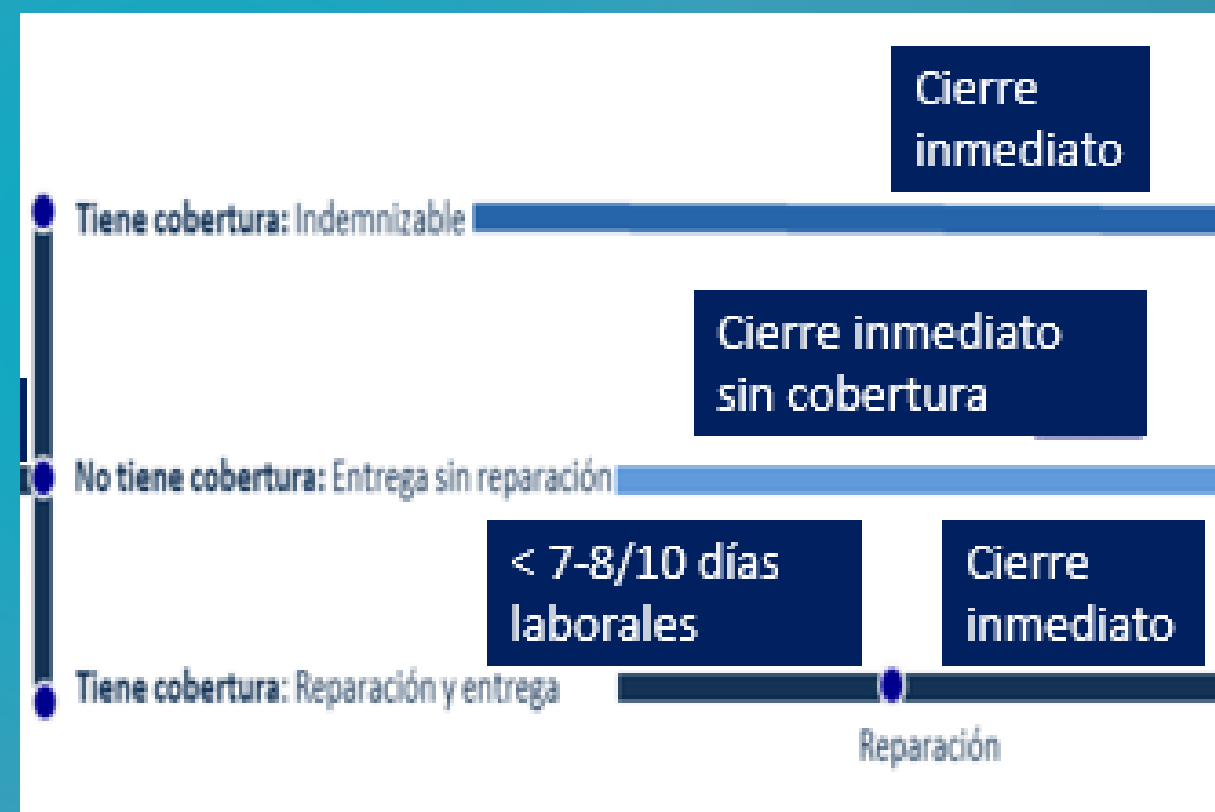 Cierre
inmediato
Tiene cobertura: Indemnizable
Cierre inmediato
sin cobertura
No tiene cobertura: Entrega sin reparación
< 7-8/10 días
laborales
Cierre
inmediato
Tiene cobertura: Reparación y entrega
Reparación